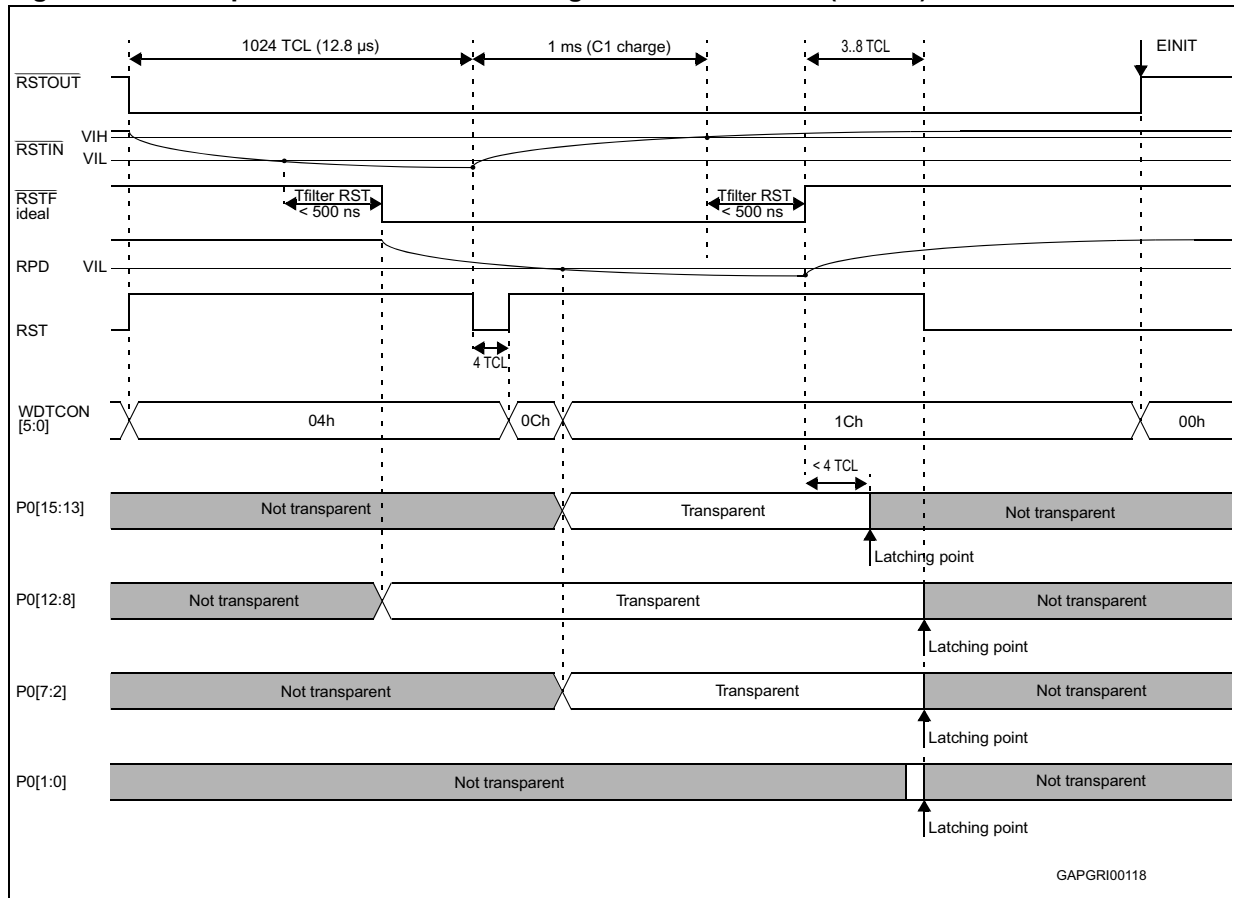 1024 TCL (12.8 µs)
1 ms (C1 charge)
3..8 TCL
EINIT
RSTOUT
RSTIN
VIH
VIL
RSTF
ideal
Tfilter RST
< 500 ns
Tfilter RST
< 500 ns
RPD
VIL
RST
4 TCL
WDTCON
[5:0]
04h
0Ch
1Ch
00h
< 4 TCL
P0[15:13]
Not transparent
Transparent
Not transparent
Latching point
P0[12:8]
Not transparent
Transparent
Not transparent
Latching point
P0[7:2]
Not transparent
Transparent
Not transparent
Latching point
P0[1:0]
Not transparent
Not transparent
Latching point
GAPGRI00118